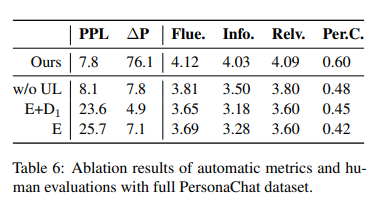 PPL ΔP Flue. Info. Relv. Per.C.
Ours 7.8 76.1 4.12 4.03 4.09 0.60
w/o UL 8.1 7.8 3.81 3.50 3.80 0.48
E+D₁ 23.6 4.9 3.65 3.18 3.60 0.45
E 25.7 7.1 3.69 3.28 3.60 0.42
Table 6: Ablation results of automatic metrics and hu-
man evaluations with full PersonaChat dataset.